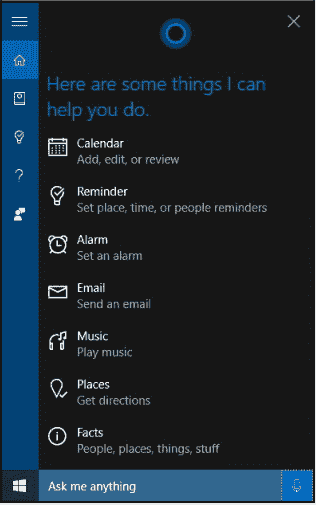 Here are some things I can
help you do.
Calendar
Add, edit, or review
Reminder
Set place, time, or people reminders
Alarm
Set an alarm
Email
Send an email
Music
Play music
Places
Get directions
Facts
People, places, things, stuff
Ask me anything